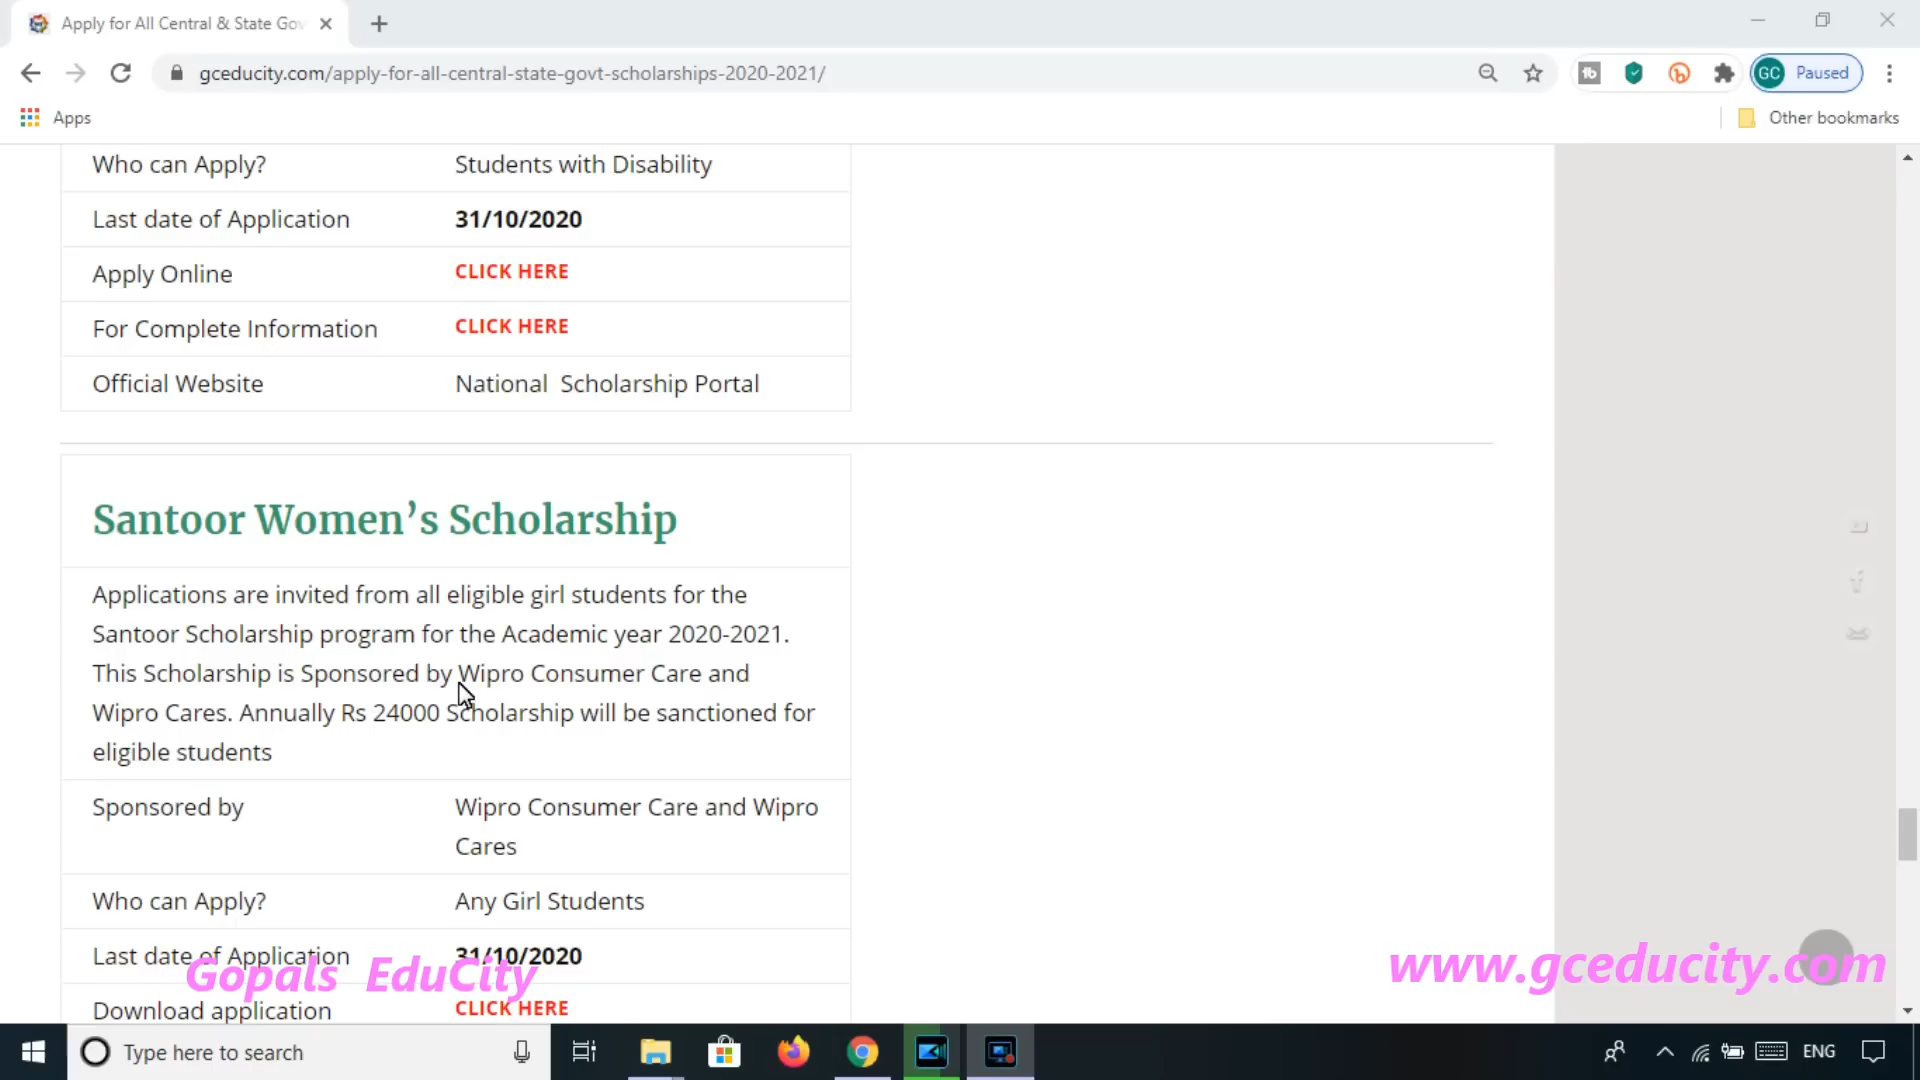 Apply for All Central & State Gov
gceducity.com/apply-for-all-central-state-govt-scholarships-2020-2021/
GC Paused
Apps
Other bookmarks
Who can Apply? Students with Disability
Last date of Application 31/10/2020
Apply Online CLICK HERE
For Complete Information CLICK HERE
Official Website National Scholarship Portal
Santoor Women’s Scholarship
Applications are invited from all eligible girl students for the
Santoor Scholarship program for the Academic year 2020-2021.
This Scholarship is Sponsored by Wipro Consumer Care and
Wipro Cares. Annually Rs 24000 Scholarship will be sanctioned for
eligible students
Sponsored by Wipro Consumer Care and Wipro
Cares
Who can Apply? Any Girl Students
Last date of Application 31/10/2020
Gopals EduCity
www.gceducity.com
Download application CLICK HERE
Type here to search
ENG